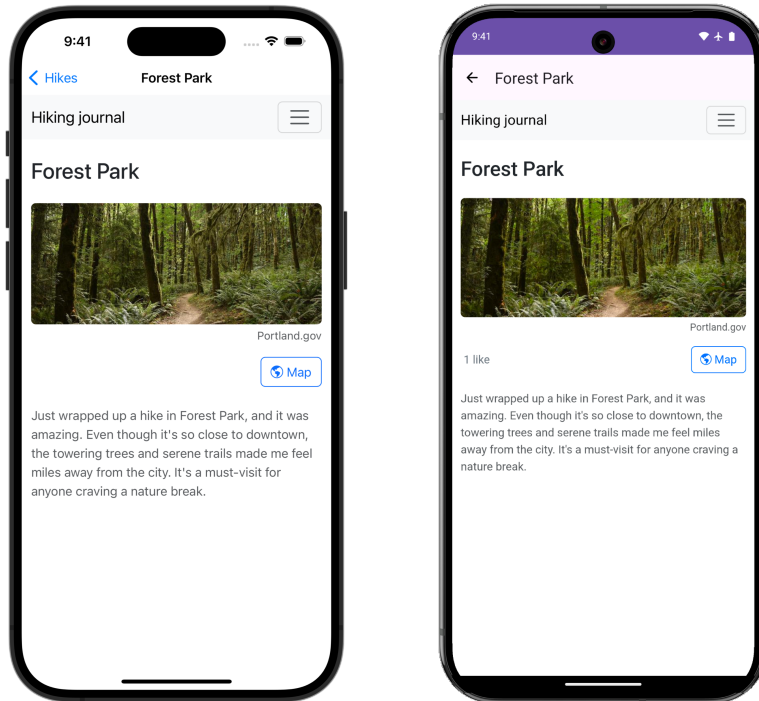 9:41
Hikes
Forest Park
Hiking journal
Forest Park
Portland.gov
Map
Just wrapped up a hike in Forest Park, and it was
amazing. Even though it's so close to downtown,
the towering trees and serene trails made me feel
miles away from the city. It's a must-visit for
anyone craving a nature break.
9:41
Forest Park
Hiking journal
Forest Park
Portland.gov
1 like
Map
Just wrapped up a hike in Forest Park, and it was
amazing. Even though it's so close to downtown, the
towering trees and serene trails made me feel miles
away from the city. It's a must-visit for anyone craving a
nature break.